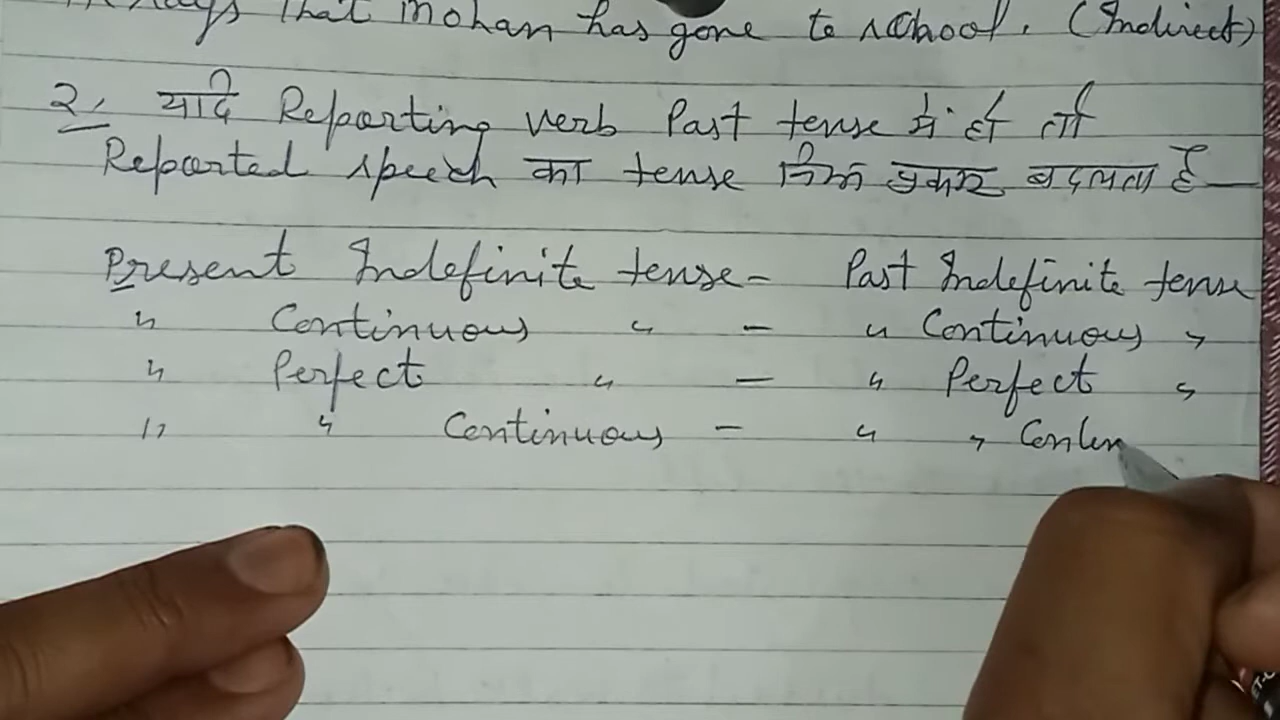 says that mohan has gone to school. (Indirect)
2, यदि Reporting verb Past tense में हो तो
Reported speech का tense निम्न प्रकार बदलता है —
Present Indefinite tense - Past Indefinite tense
" Continuous " - " Continuous "
" Perfect " - " Perfect "
" " Continuous - " " Contin